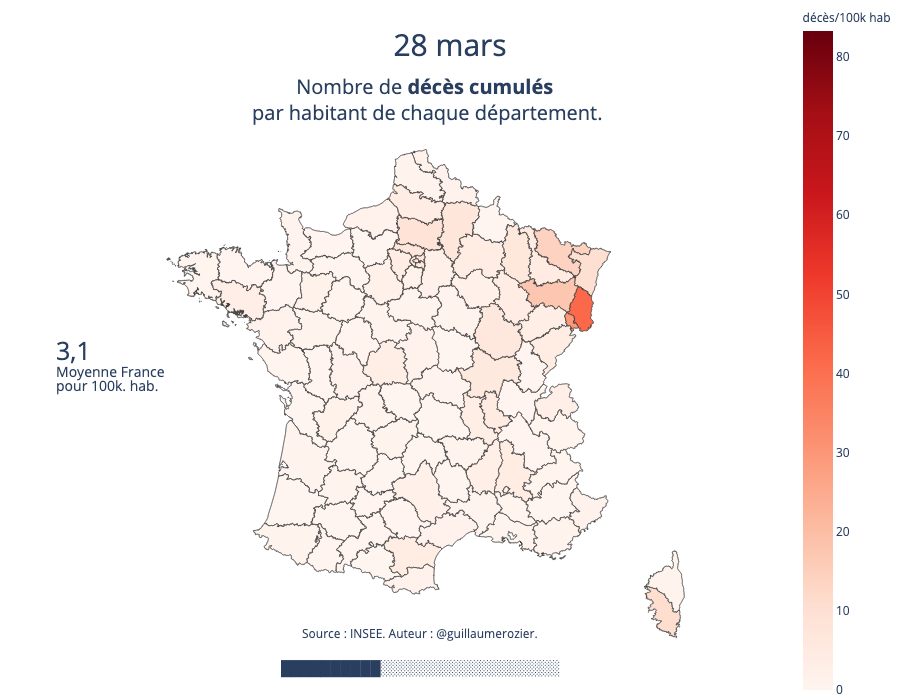 décès/100k hab
28 mars
Nombre de décès cumulés
par habitant de chaque département.
80
70
60
50
40
30
20
10
0
3,1
Moyenne France
pour 100k. hab.
Source : INSEE. Auteur : @guillaumerozier.